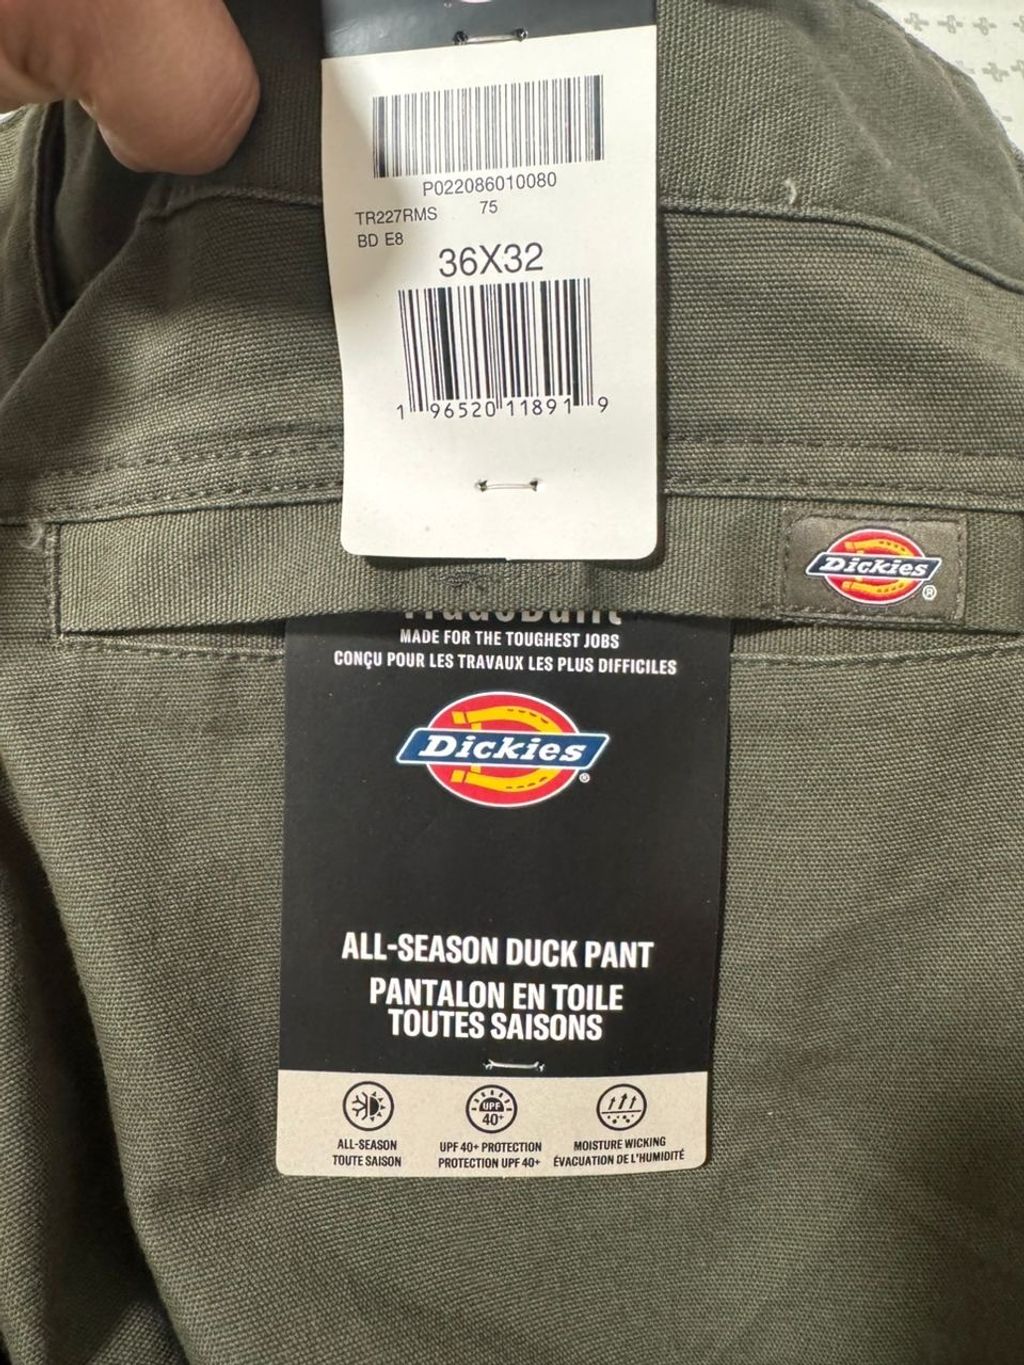 P022086010080
TR227RMS 75
BD E8
36X32
1 96520 11891 9
Dickies®
TradeBuilt
MADE FOR THE TOUGHEST JOBS
CONÇU POUR LES TRAVAUX LES PLUS DIFFICILES
Dickies®
ALL-SEASON DUCK PANT
PANTALON EN TOILE
TOUTES SAISONS
UPF
40+
ALL-SEASON
TOUTE SAISON
UPF 40+ PROTECTION
PROTECTION UPF 40+
MOISTURE WICKING
ÉVACUATION DE L'HUMIDITÉ